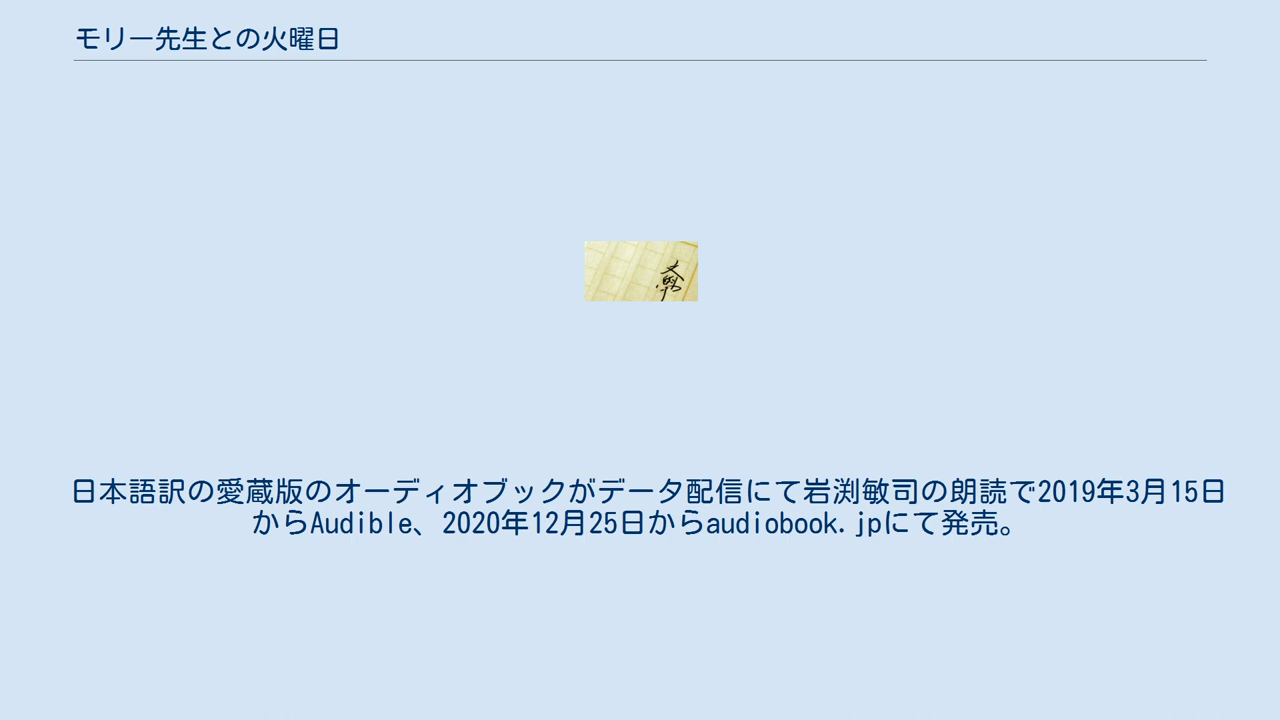 モリー先生との火曜日
日本語訳の愛蔵版のオーディオブックがデータ配信にて岩渕敏司の朗読で2019年3月15日
からAudible、2020年12月25日からaudiobook.jpにて発売。